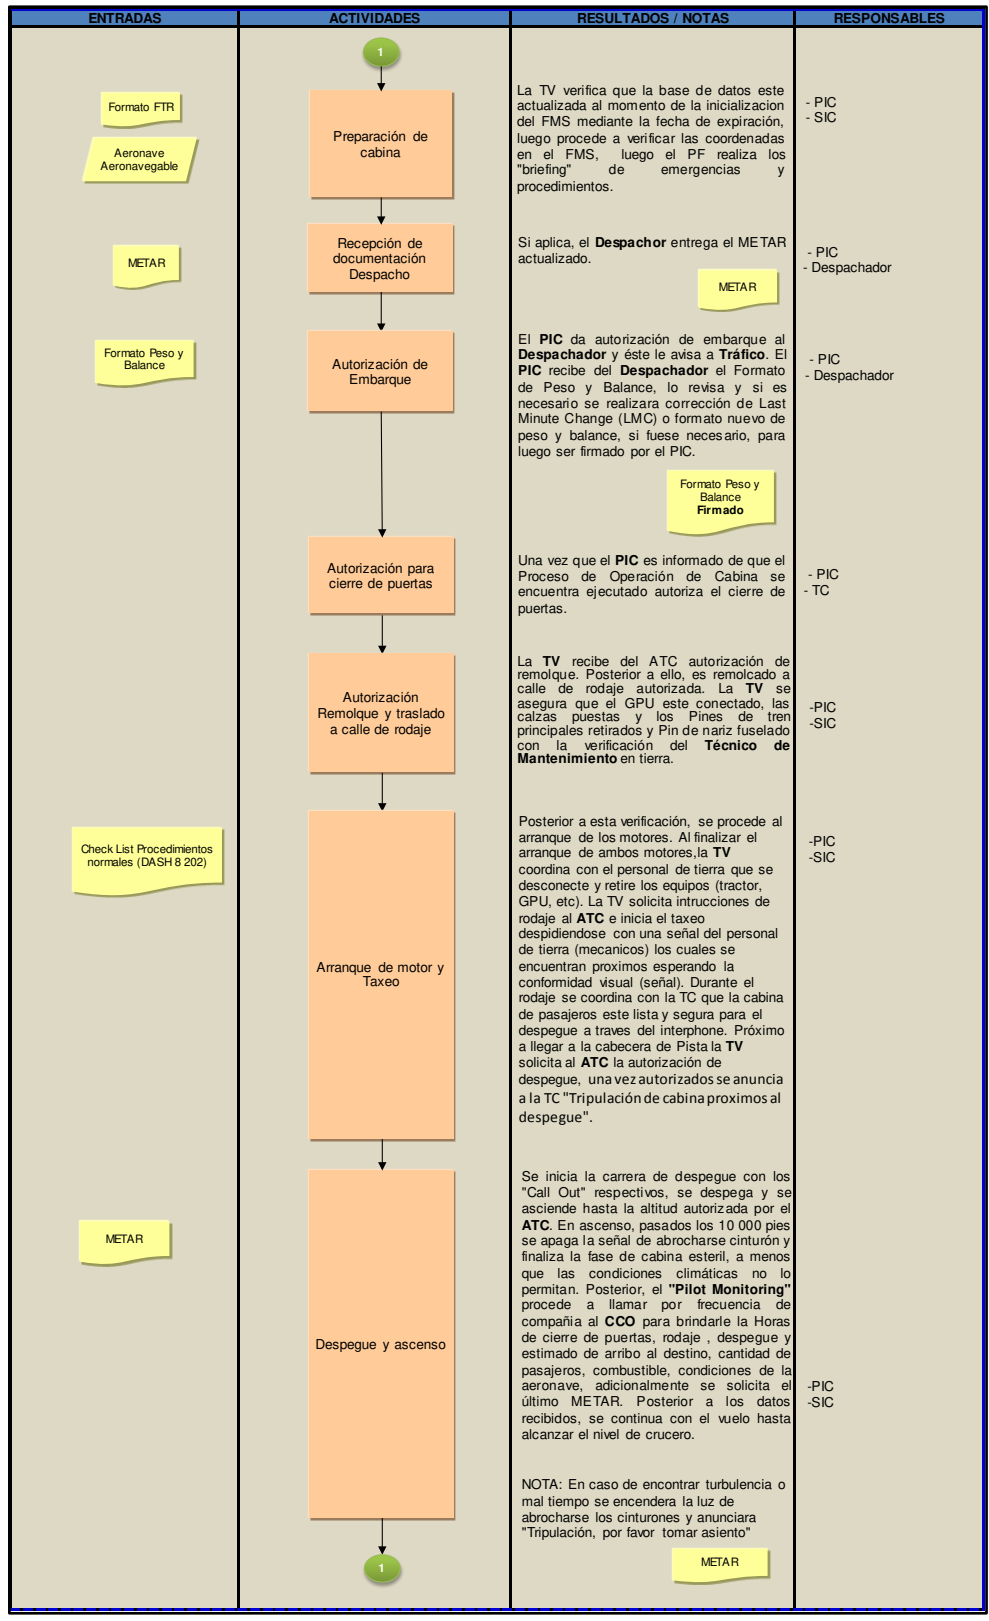 ENTRADAS
ACTIVIDADES
RESULTADOS / NOTAS
RESPONSABLES
1
Formato FTR
Aeronave
Aeronavegable
Preparación de
cabina
La TV verifica que la base de datos este
actualizada al momento de la inicializacion
del FMS mediante la fecha de expiración,
luego procede a verificar las coordenadas
en el FMS, luego el PF realiza los
"briefing" de emergencias y
procedimientos.
- PIC
- SIC
METAR
Recepción de
documentación
Despacho
Si aplica, el Despachor entrega el METAR
actualizado.
METAR
- PIC
- Despachador
Formato Peso y
Balance
Autorización de
Embarque
El PIC da autorización de embarque al
Despachador y éste le avisa a Tráfico. El
PIC recibe del Despachador el Formato
de Peso y Balance, lo revisa y si es
necesario se realizara corrección de Last
Minute Change (LMC) o formato nuevo de
peso y balance, si fuese necesario, para
luego ser firmado por el PIC.
Formato Peso y
Balance
Firmado
- PIC
- Despachador
Autorización para
cierre de puertas
Una vez que el PIC es informado de que el
Proceso de Operación de Cabina se
encuentra ejecutado autoriza el cierre de
puertas.
- PIC
- TC
Autorización
Remolque y traslado
a calle de rodaje
La TV recibe del ATC autorización de
remolque. Posterior a ello, es remolcado a
calle de rodaje autorizada. La TV se
asegura que el GPU este conectado, las
calzas puestas y los Pines de tren
principales retirados y Pin de nariz fuselado
con la verificación del Técnico de
Mantenimiento en tierra.
-PIC
-SIC
Check List Procedimientos
normales (DASH 8 202)
Arranque de motor y
Taxeo
Posterior a esta verificación, se procede al
arranque de los motores. Al finalizar el
arranque de ambos motores,la TV
coordina con el personal de tierra que se
desconecte y retire los equipos (tractor,
GPU, etc). La TV solicita intrucciones de
rodaje al ATC e inicia el taxeo
despidiendose con una señal del personal
de tierra (mecanicos) los cuales se
encuentran proximos esperando la
conformidad visual (señal). Durante el
rodaje se coordina con la TC que la cabina
de pasajeros este lista y segura para el
despegue a traves del interphone. Próximo
a llegar a la cabecera de Pista la TV
solicita al ATC la autorización de
despegue, una vez autorizados se anuncia
a la TC "Tripulación de cabina proximos al
despegue".
-PIC
-SIC
METAR
Despegue y ascenso
Se inicia la carrera de despegue con los
"Call Out" respectivos, se despega y se
asciende hasta la altitud autorizada por el
ATC. En ascenso, pasados los 10 000 pies
se apaga la señal de abrocharse cinturón y
finaliza la fase de cabina esteril, a menos
que las condiciones climáticas no lo
permitan. Posterior, el "Pilot Monitoring"
procede a llamar por frecuencia de
compañia al CCO para brindarle la Horas
de cierre de puertas, rodaje , despegue y
estimado de arribo al destino, cantidad de
pasajeros, combustible, condiciones de la
aeronave, adicionalmente se solicita el
último METAR. Posterior a los datos
recibidos, se continua con el vuelo hasta
alcanzar el nivel de crucero.
-PIC
-SIC
NOTA: En caso de encontrar turbulencia o
mal tiempo se encendera la luz de
abrocharse los cinturones y anunciara
"Tripulación, por favor tomar asiento"
METAR
1